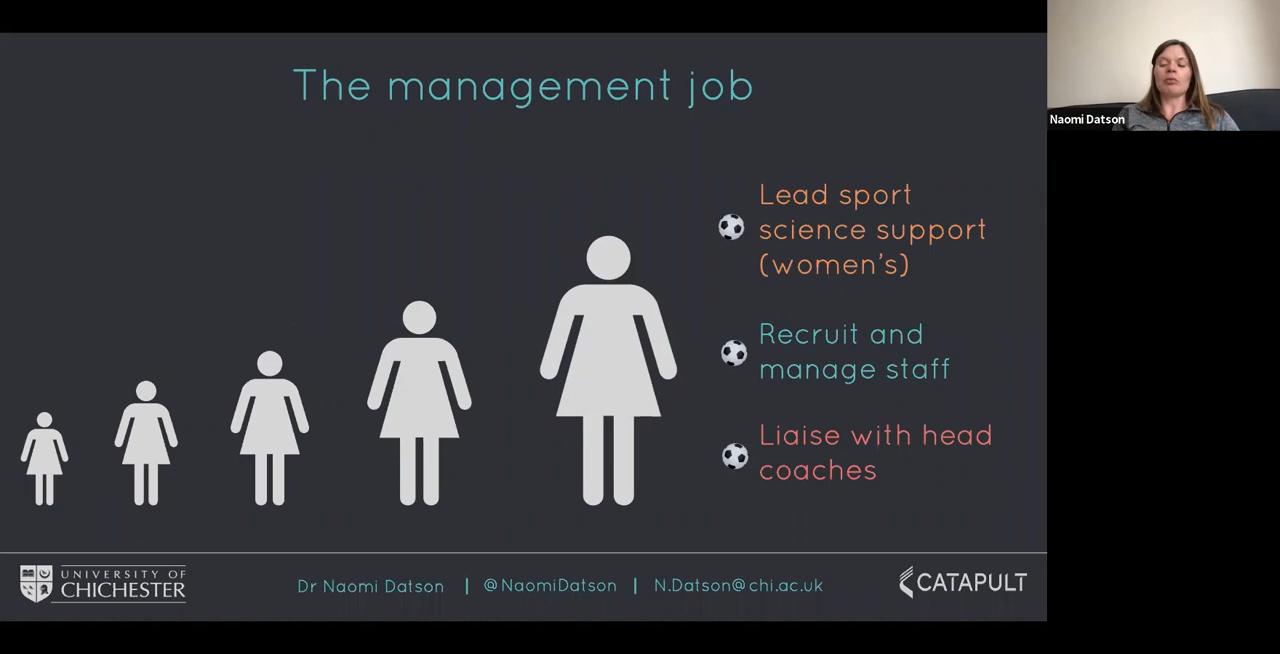 The management job
Naomi Datson
Lead sport
science support
(women's)
Recruit and
manage staff
Liaise with head
coaches
UNIVERSITY OF
CHICHESTER
Dr Naomi Datson | @NaomiDatson | N.Datson@chi.ac.uk
CATAPULT